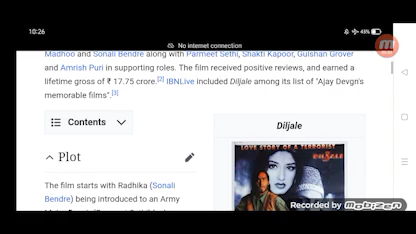 10:26
43%
No internet connection
Madhoo and Sonali Bendre along with Parmeet Sethi, Shakti Kapoor, Gulshan Grover
and Amrish Puri in supporting roles. The film received positive reviews, and earned a
lifetime gross of ₹ 17.75 crore.[2] IBNLive included Diljale among its list of "Ajay Devgn's
memorable films".[3]
Contents
Plot
The film starts with Radhika (Sonali
Bendre) being introduced to an Army
Diljale
LOVE STORY OF A TERRORIST
Recorded by mobizen